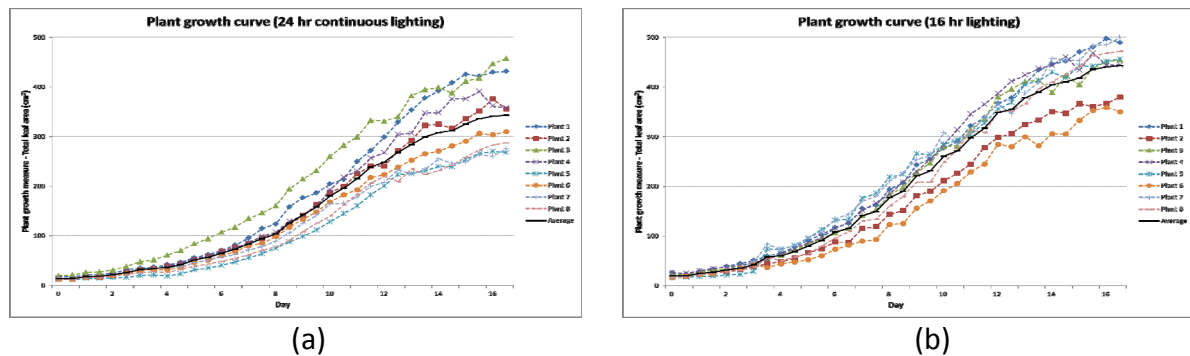 Plant growth curve (24 hr continuous lighting)
Plant growth measure - Total leaf area (cm²)
500
400
300
200
100
0
0 2 4 6 8 10 12 14 16
Day
Plant 1
Plant 2
Plant 3
Plant 4
Plant 5
Plant 6
Plant 7
Plant 8
Average
(a)
Plant growth curve (16 hr lighting)
Plant growth measure - Total leaf area (cm²)
500
400
300
200
100
0
0 2 4 6 8 10 12 14 16
Day
Plant 1
Plant 2
Plant 3
Plant 4
Plant 5
Plant 6
Plant 7
Plant 8
Average
(b)